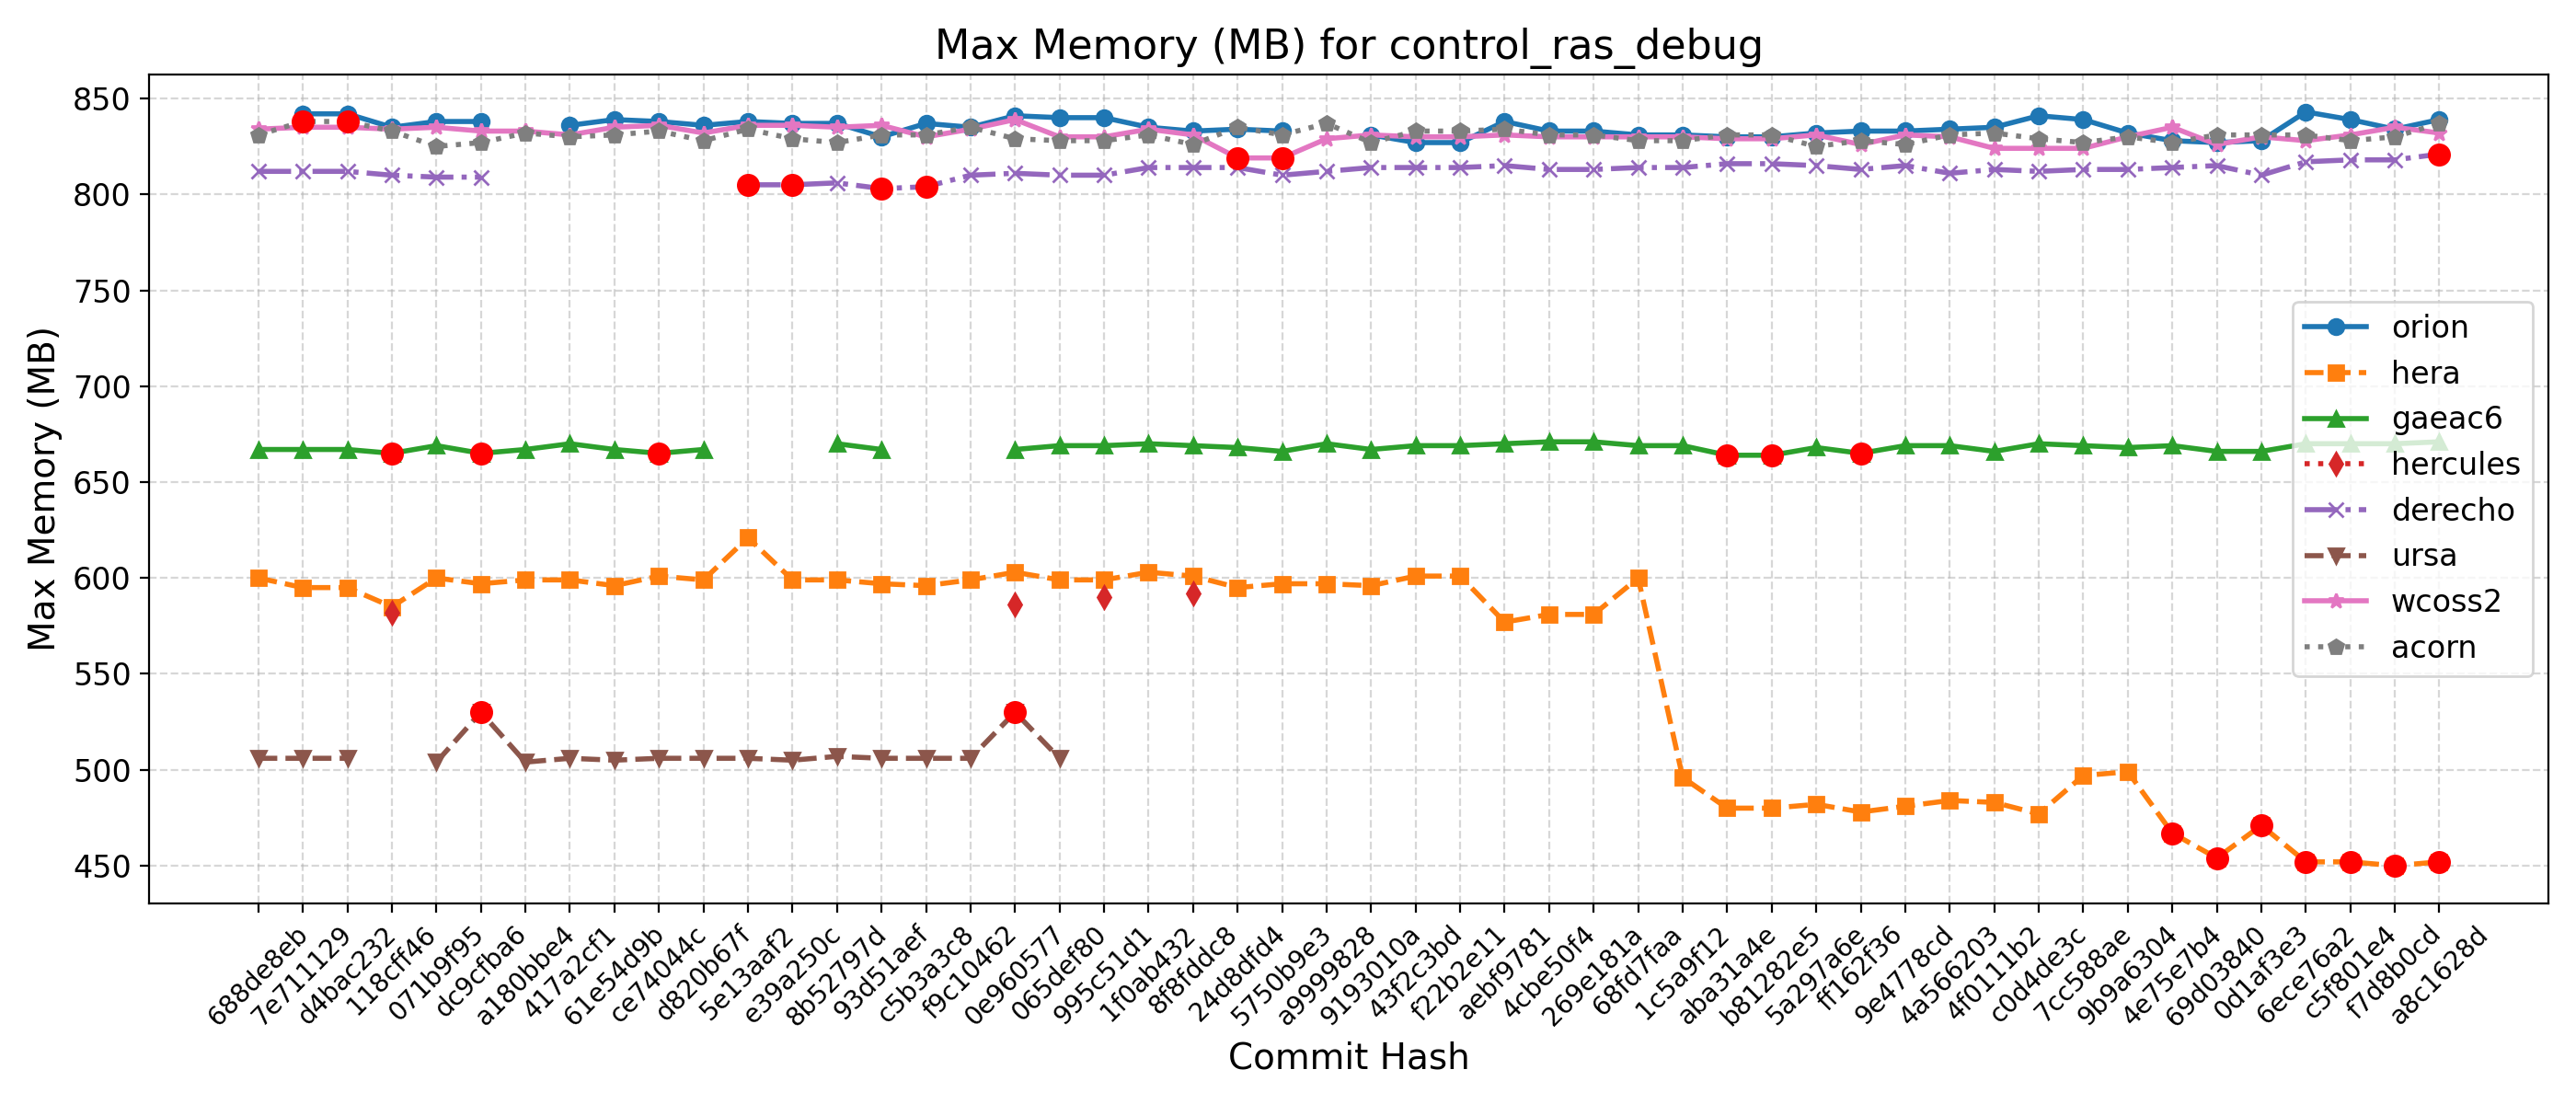 Max Memory (MB) for control_ras_debug
Max Memory (MB)
850
800
750
700
650
600
550
500
450
orion
hera
gaeac6
hercules
derecho
ursa
wcoss2
acorn
688de8eb
7e711129
d4bac232
118cff46
071b9f95
dc9cfba6
a180bbe4
417a2cf1
61e54d9b
ce74044c
d820b67f
5e13aaf2
e39a250c
8b52797d
93d51aef
c5b3a3c8
f9c10462
0e960577
065def80
995c51d1
1f0ab432
8f8fddc8
24d8dfd4
5750b9e3
a9999828
9193010a
43f2c3bd
f22b2e11
aebf9781
4cbe50f4
269e181a
68fd7faa
1c5a9f12
aba31a4e
b81282e5
5a297a6e
ff162f36
9e4778cd
4a566203
4f0111b2
c0d4de3c
7cc588ae
9b9a6304
4e75e7b4
69d03840
0d1af3e3
6ece76a2
c5f801e4
f7d8b0cd
a8c1628d
Commit Hash